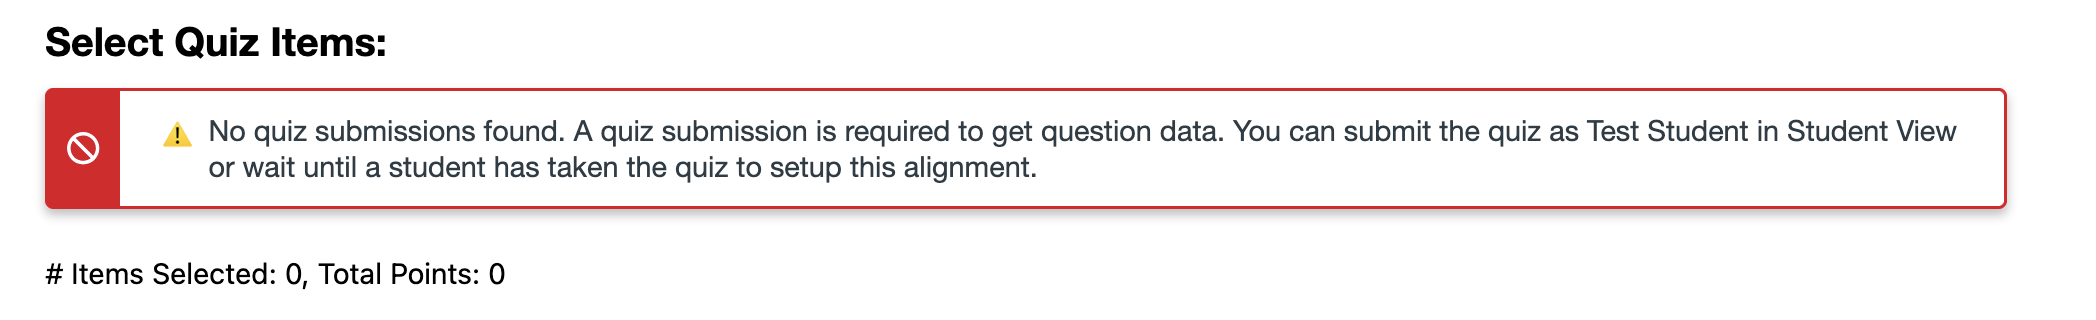 Select Quiz Items:
⚠️ No quiz submissions found. A quiz submission is required to get question data. You can submit the quiz as Test Student in Student View
or wait until a student has taken the quiz to setup this alignment.
# Items Selected: 0, Total Points: 0